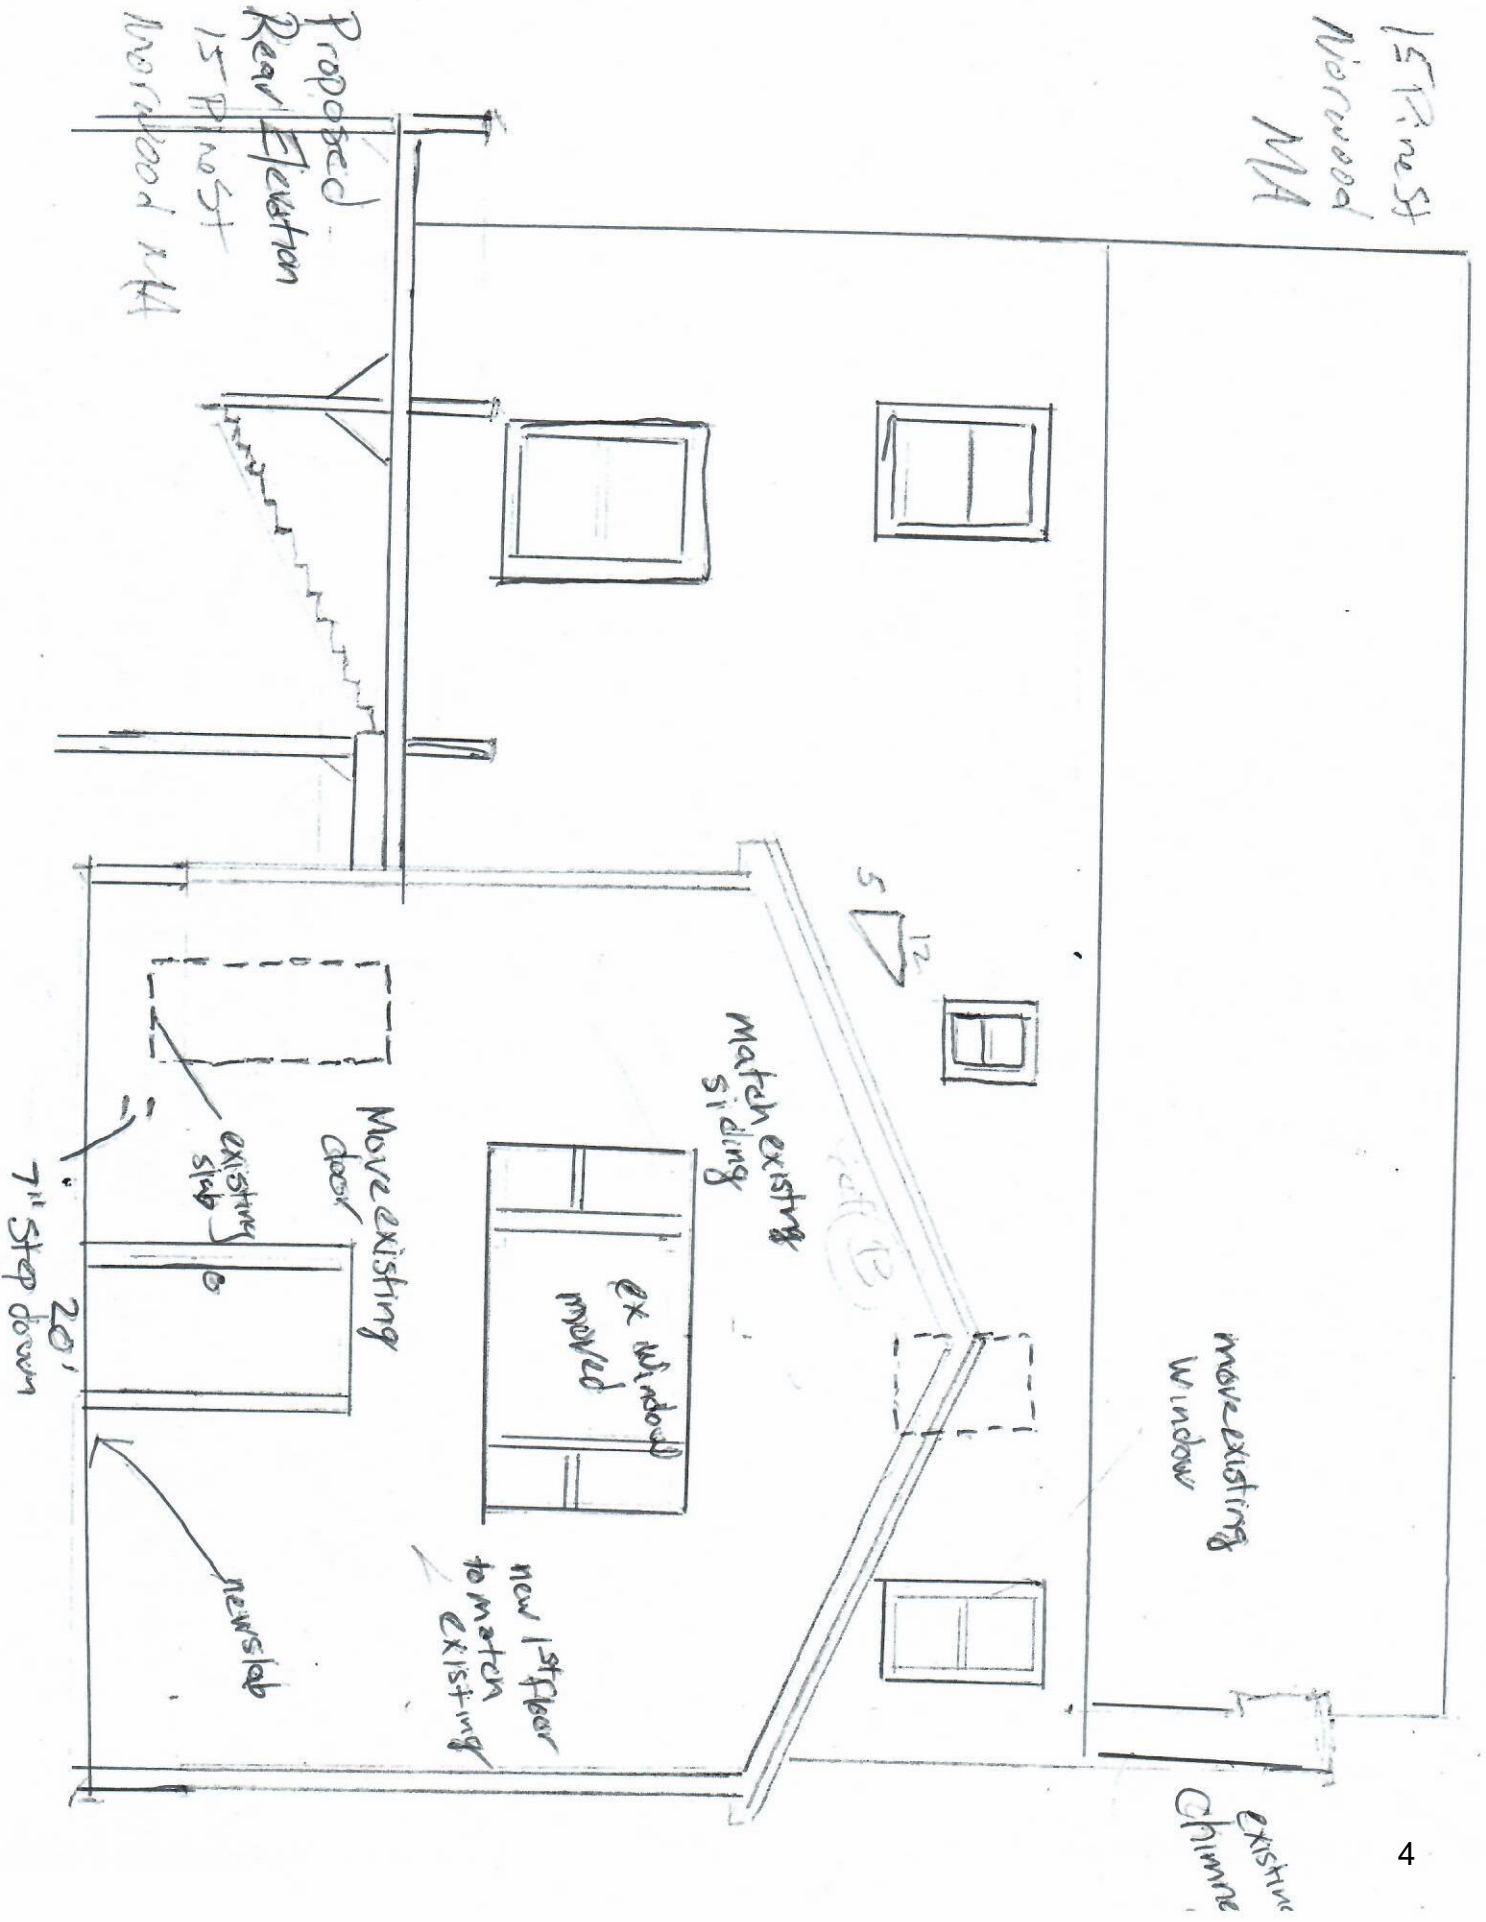 15 Pine St
Norwood
MA
Proposed
Rear Elevation
15 Pine St
Norwood MA
5
12
match existing
siding
move existing
window
existing
chimne
ex window
moved
Move existing
door
existing
slab
new 1st floor
to match
existing
new slab
7" Step down
20'
4